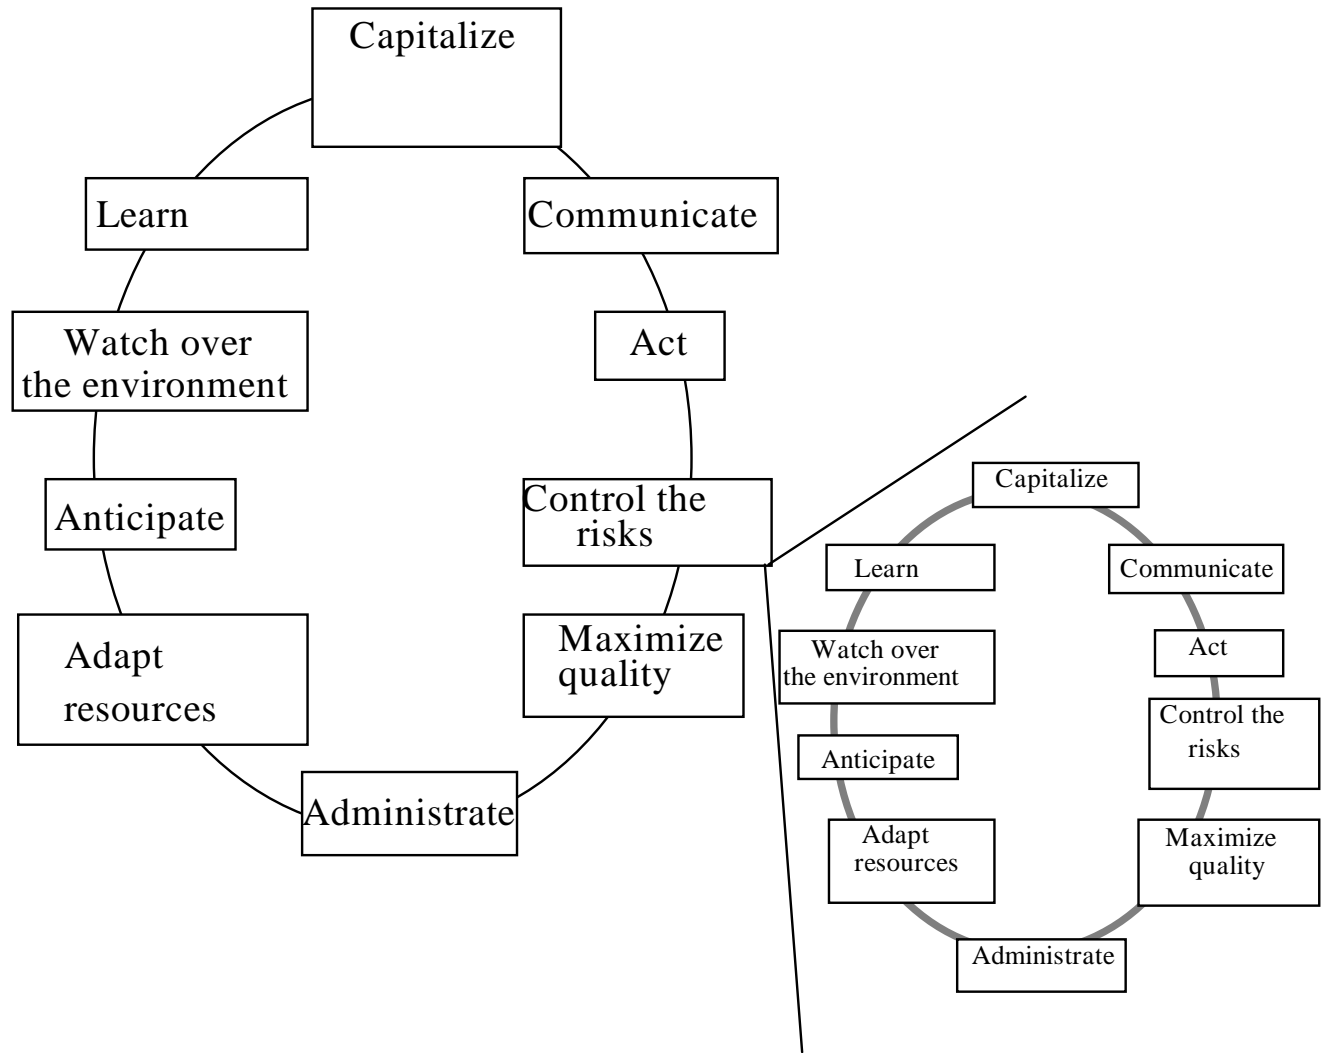 Capitalize
Learn
Communicate
Watch over
the environment
Act
Anticipate
Control the
risks
Adapt
resources
Maximize
quality
Administrate
Capitalize
Learn
Communicate
Watch over
the environment
Act
Anticipate
Control the
risks
Adapt
resources
Maximize
quality
Administrate